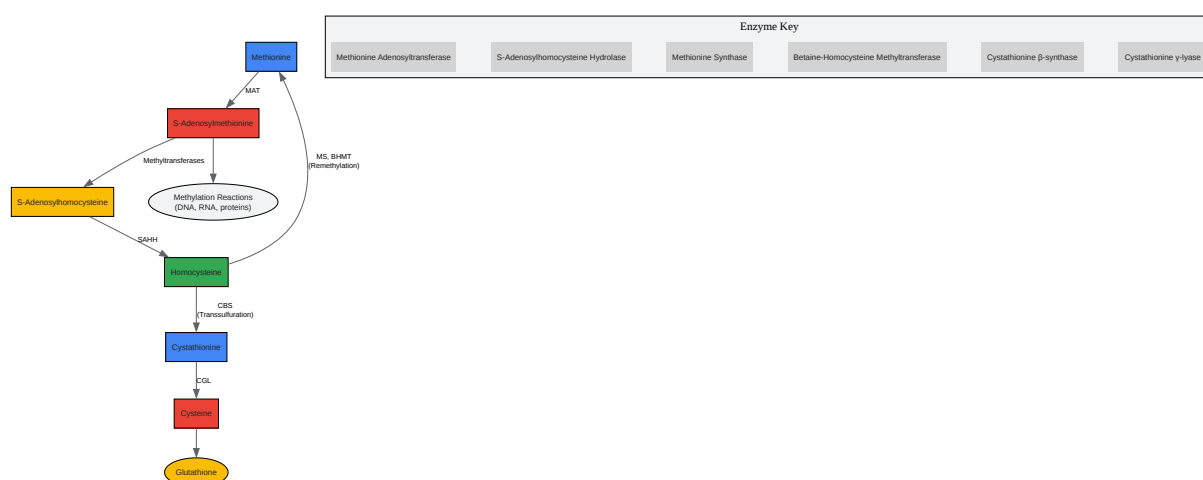 Enzyme Key
Methionine
Methionine Adenosyltransferase
S-Adenosylhomocysteine Hydrolase
Methionine Synthase
Betaine-Homocysteine Methyltransferase
Cystathionine β-synthase
Cystathionine γ-lyase
MAT
S-Adenosylmethionine
Methyltransferases
MS, BHMT
(Remethylation)
S-Adenosylhomocysteine
Methylation Reactions
(DNA, RNA, proteins)
SAHH
Homocysteine
CBS
(Transsulfuration)
Cystathionine
CGL
Cysteine
Glutathione